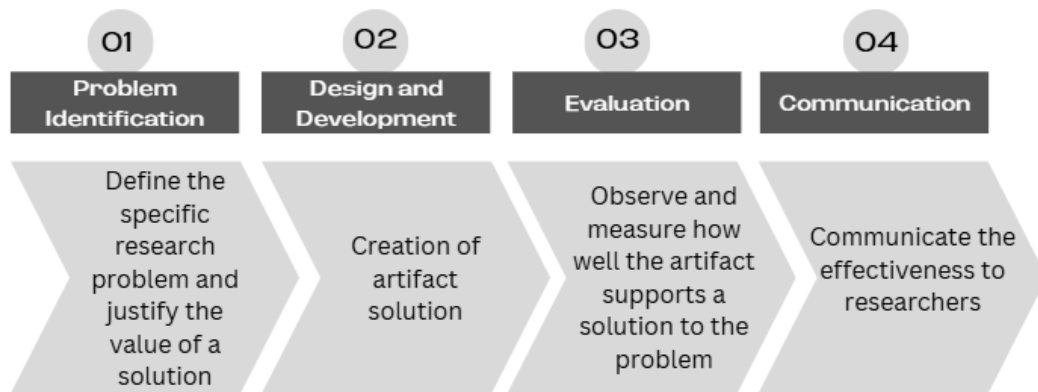 01
Problem
Identification
Define the
specific
research
problem and
justify the
value of a
solution
02
Design and
Development
Creation of
artifact
solution
03
Evaluation
Observe and
measure how
well the artifact
supports a
solution to the
problem
04
Communication
Communicate the
effectiveness to
researchers